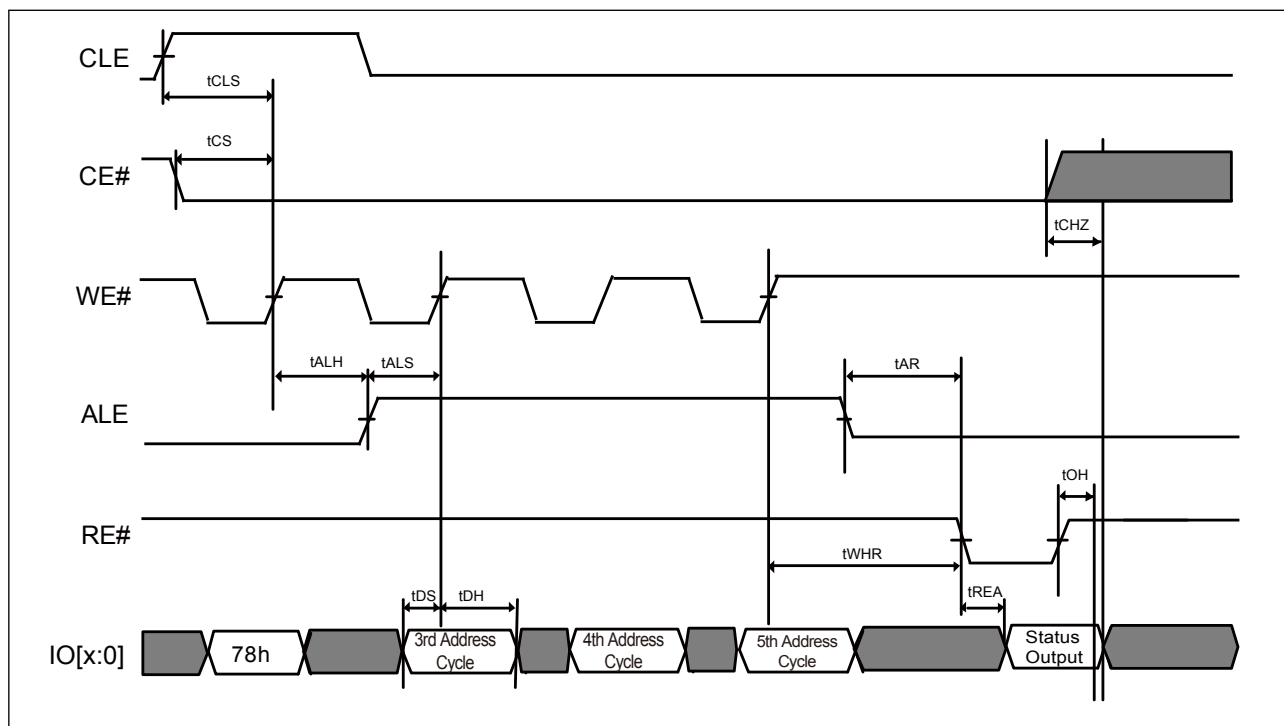 CLE
tCLS
tCS
CE#
tCHZ
WE#
tALH
tALS
tAR
ALE
tOH
RE#
tWHR
tDS
tDH
tREA
IO[x:0]
78h
3rd Address
Cycle
4th Address
Cycle
5th Address
Cycle
Status
Output